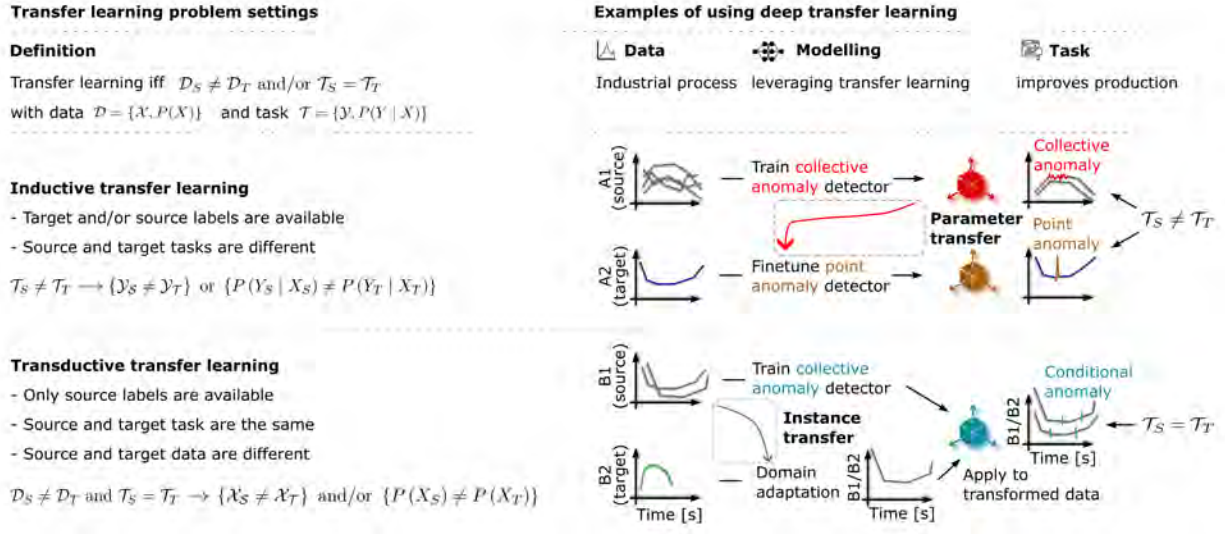 Transfer learning problem settings
Definition
Transfer learning iff 𝒟_S ≠ 𝒟_T and/or 𝒯_S = 𝒯_T
with data 𝒟 = {𝒳, P(X)} and task 𝒯 = {𝒴, P(Y | X)}
Inductive transfer learning
- Target and/or source labels are available
- Source and target tasks are different
𝒯_S ≠ 𝒯_T → {𝒴_S ≠ 𝒴_T} or {P(Y_S | X_S) ≠ P(Y_T | X_T)}
Transductive transfer learning
- Only source labels are available
- Source and target task are the same
- Source and target data are different
𝒟_S ≠ 𝒟_T and 𝒯_S = 𝒯_T → {𝒳_S ≠ 𝒳_T} and/or {P(X_S) ≠ P(X_T)}
Examples of using deep transfer learning
Data
Modelling
Task
Industrial process
leveraging transfer learning
improves production
A1
(source)
Train collective
anomaly detector
Collective
anomaly
Parameter
transfer
𝒯_S ≠ 𝒯_T
A2
(target)
Finetune point
anomaly detector
Point
anomaly
B1
(source)
Train collective
anomaly detector
Conditional
anomaly
B1/B2
Time [s]
𝒯_S = 𝒯_T
Instance
transfer
B2
(target)
Time [s]
Domain
adaptation
B1/B2
Time [s]
Apply to
transformed data